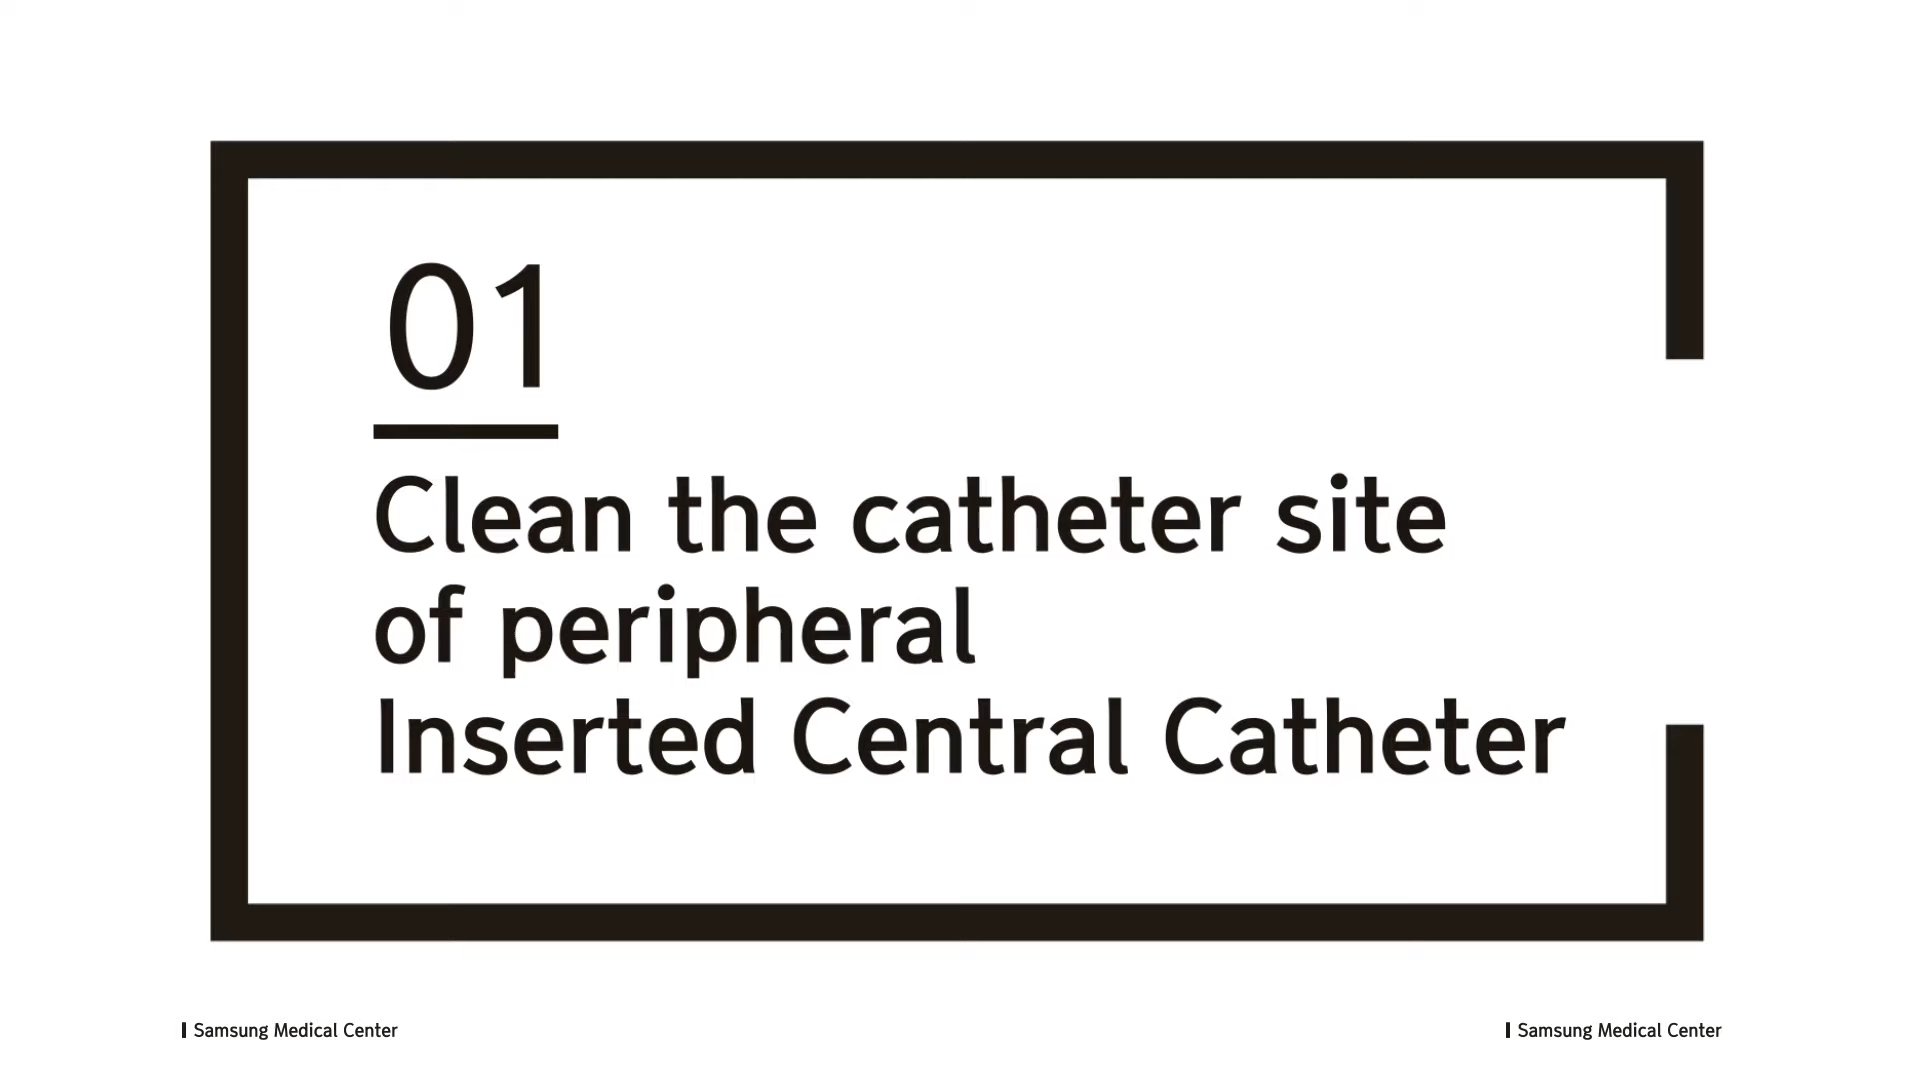 01
Clean the catheter site
of peripheral
Inserted Central Catheter
Samsung Medical Center
Samsung Medical Center